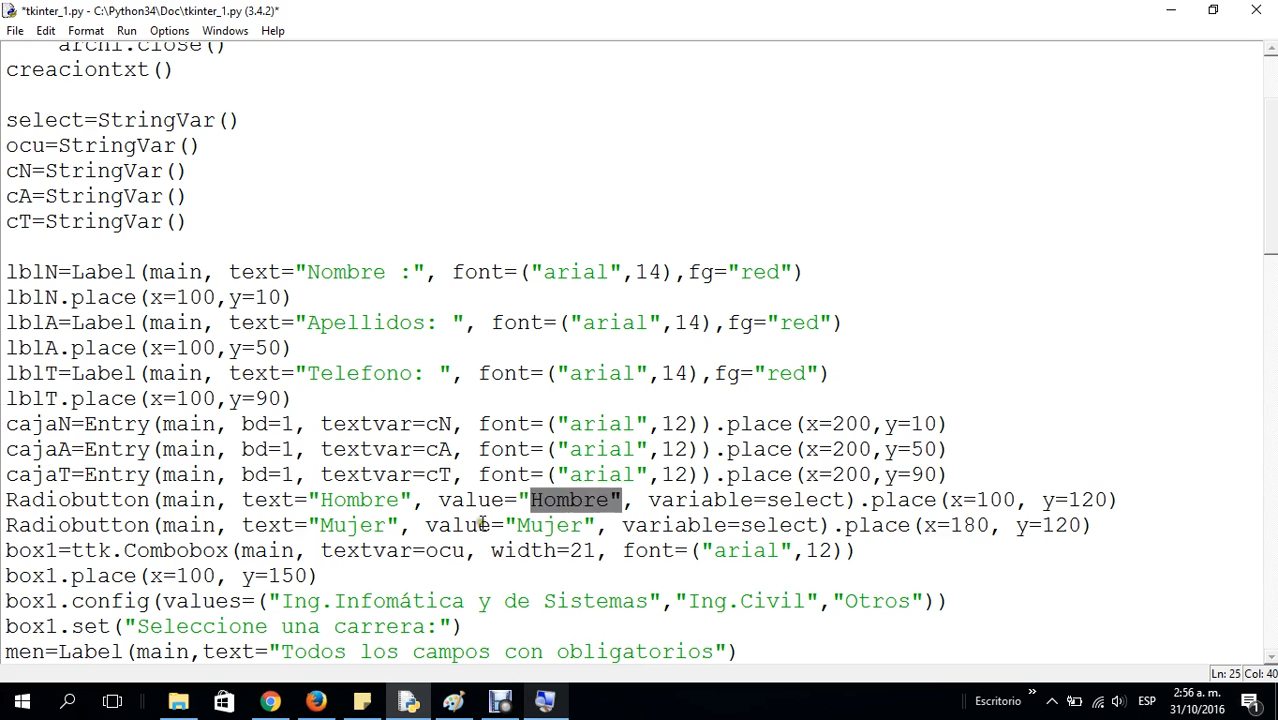 *tkinter_1.py - C:\Python34\Doc\tkinter_1.py (3.4.2)*
File Edit Format Run Options Windows Help
archi.close()
creaciontxt()
select=StringVar()
ocu=StringVar()
cN=StringVar()
cA=StringVar()
cT=StringVar()
lblN=Label(main, text="Nombre :", font=("arial",14),fg="red")
lblN.place(x=100,y=10)
lblA=Label(main, text="Apellidos: ", font=("arial",14),fg="red")
lblA.place(x=100,y=50)
lblT=Label(main, text="Telefono: ", font=("arial",14),fg="red")
lblT.place(x=100,y=90)
cajaN=Entry(main, bd=1, textvar=cN, font=("arial",12)).place(x=200,y=10)
cajaA=Entry(main, bd=1, textvar=cA, font=("arial",12)).place(x=200,y=50)
cajaT=Entry(main, bd=1, textvar=cT, font=("arial",12)).place(x=200,y=90)
Radiobutton(main, text="Hombre", value="Hombre", variable=select).place(x=100, y=120)
Radiobutton(main, text="Mujer", value="Mujer", variable=select).place(x=180, y=120)
box1=ttk.Combobox(main, textvar=ocu, width=21, font=("arial",12))
box1.place(x=100, y=150)
box1.config(values=("Ing.Infomática y de Sistemas","Ing.Civil","Otros"))
box1.set("Seleccione una carrera:")
men=Label(main,text="Todos los campos con obligatorios")
Ln: 25 Col: 40
Escritorio
ESP
2:56 a. m.
31/10/2016